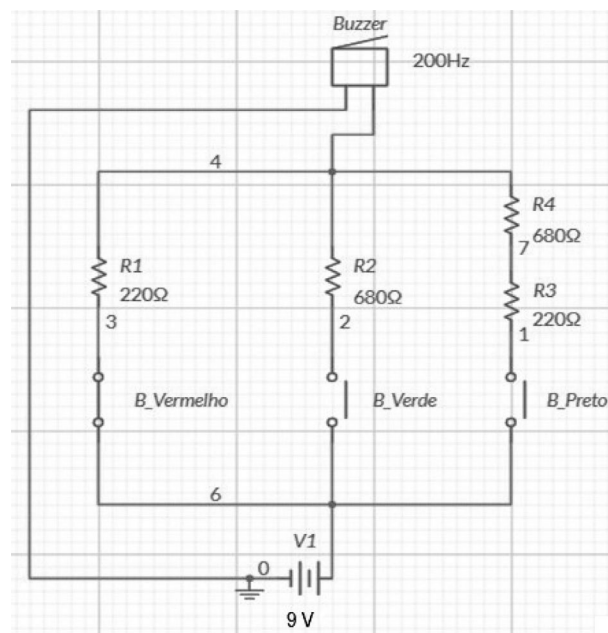 Buzzer
200Hz
4
R4
680Ω
7
R1
220Ω
R2
680Ω
R3
220Ω
3
2
1
B_Vermelho
B_Verde
B_Preto
6
V1
0
9 V